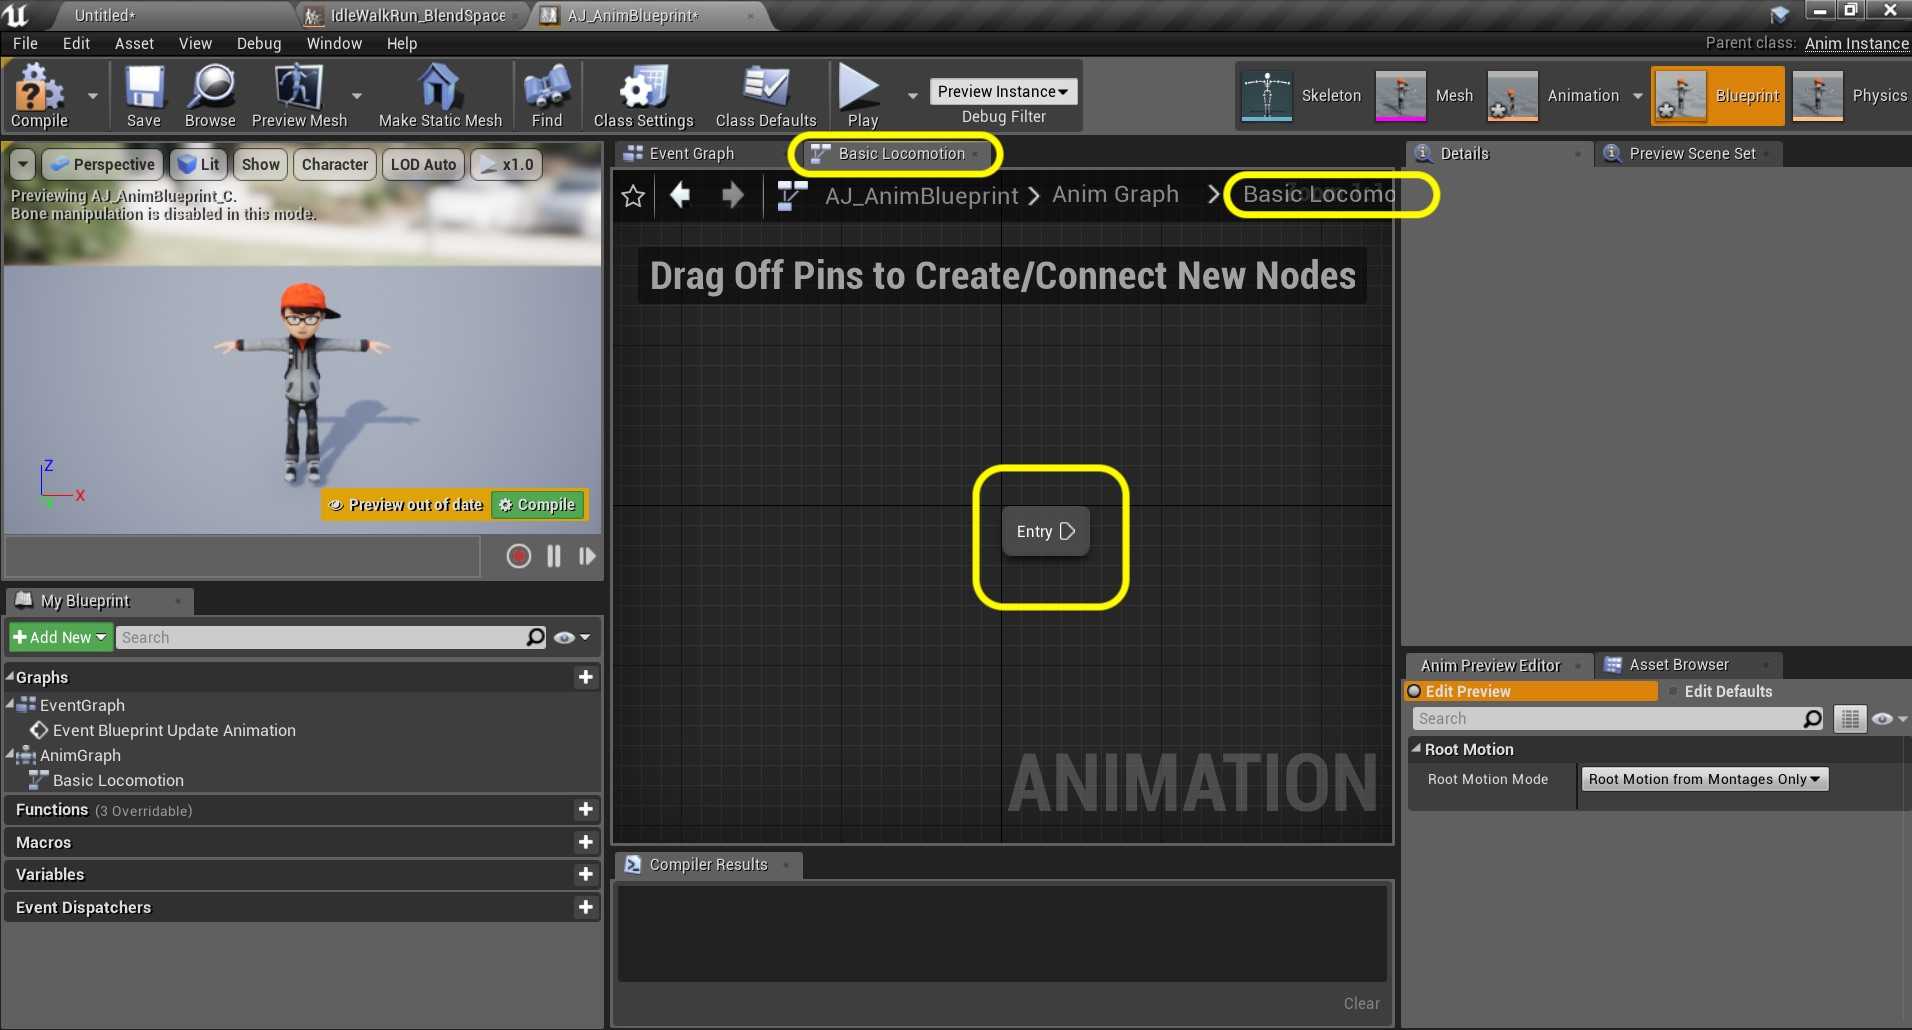 Untitled*
IdleWalkRun_BlendSpace
AJ_AnimBlueprint*
File Edit Asset View Debug Window Help
Parent class: Anim Instance
Compile
Save
Browse
Preview Mesh
Make Static Mesh
Find
Class Settings
Class Defaults
Play
Preview Instance
Debug Filter
Skeleton
Mesh
Animation
Blueprint
Physics
Perspective
Lit
Show
Character
LOD Auto
x1.0
Previewing AJ_AnimBlueprint_C.
Bone manipulation is disabled in this mode.
Z
X
Preview out of date
Compile
Event Graph
Basic Locomotion
AJ_AnimBlueprint > Anim Graph > Basic Locomo
Drag Off Pins to Create/Connect New Nodes
Entry
ANIMATION
Compiler Results
Clear
My Blueprint
Add New
Search
Graphs
EventGraph
Event Blueprint Update Animation
AnimGraph
Basic Locomotion
Functions (3 Overridable)
Macros
Variables
Event Dispatchers
Details
Preview Scene Set
Anim Preview Editor
Asset Browser
Edit Preview
Edit Defaults
Search
Root Motion
Root Motion Mode
Root Motion from Montages Only